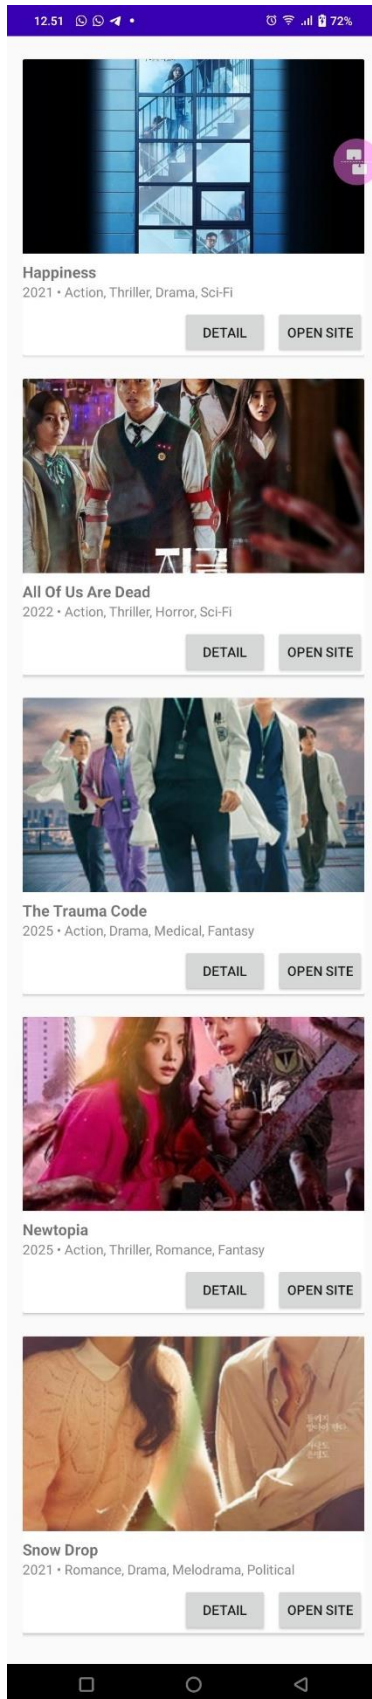 12.51
72%
Happiness
2021 • Action, Thriller, Drama, Sci-Fi
DETAIL OPEN SITE
All Of Us Are Dead
2022 • Action, Thriller, Horror, Sci-Fi
DETAIL OPEN SITE
The Trauma Code
2025 • Action, Drama, Medical, Fantasy
DETAIL OPEN SITE
Newtopia
2025 • Action, Thriller, Romance, Fantasy
DETAIL OPEN SITE
Snow Drop
2021 • Romance, Drama, Melodrama, Political
DETAIL OPEN SITE